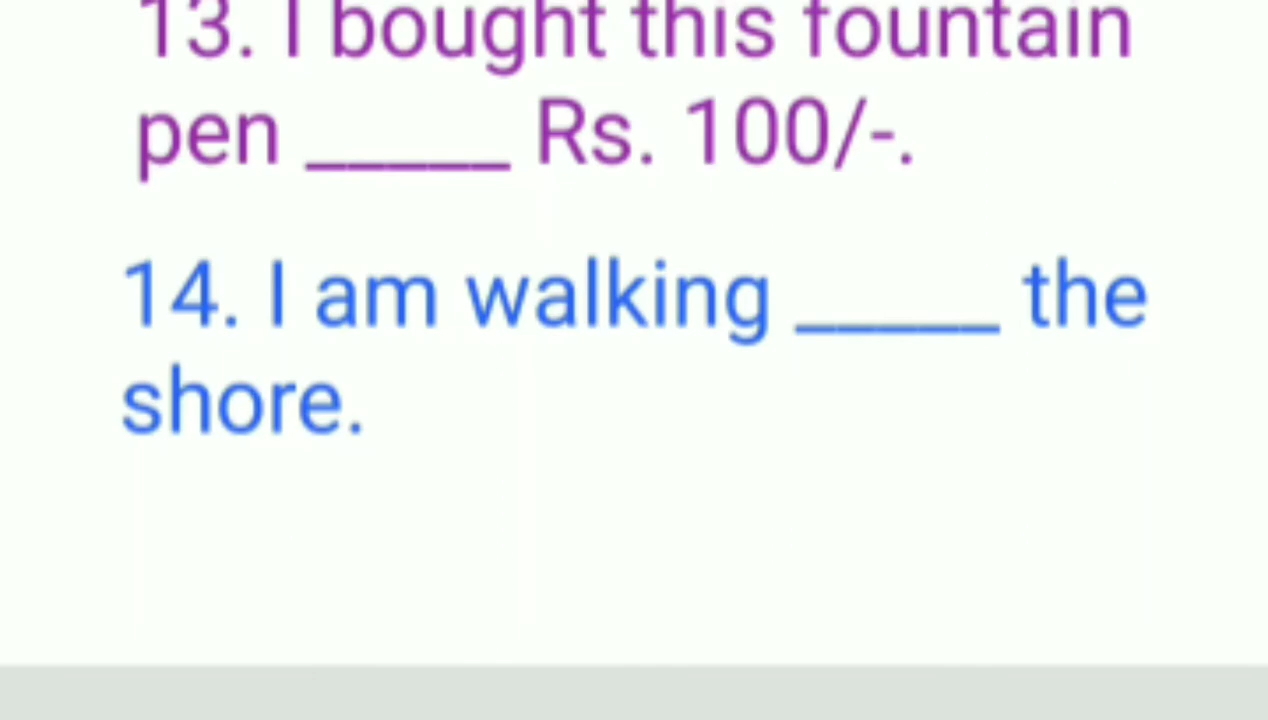 13. I bought this fountain
pen _____ Rs. 100/-.
14. I am walking _____ the
shore.